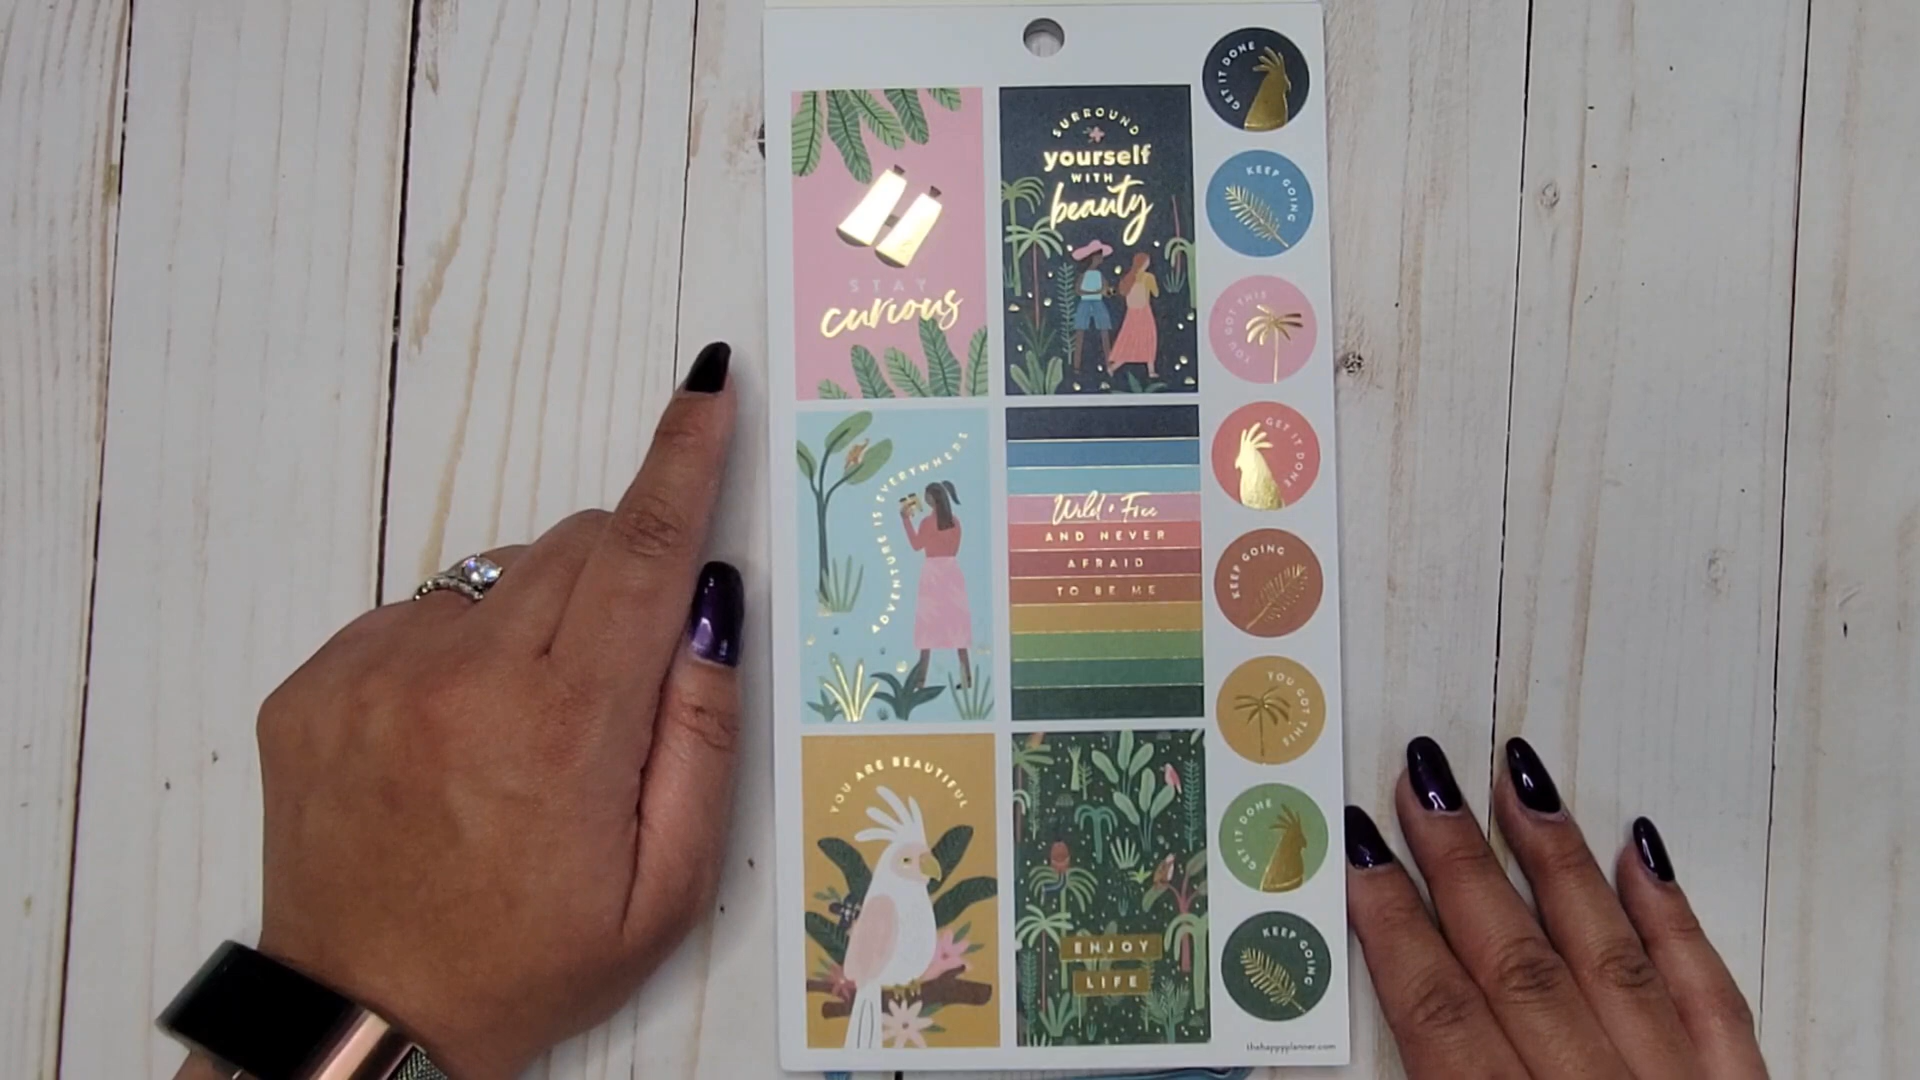 STAY
curious
SURROUND
yourself
WITH
beauty
ADVENTURE IS EVERYWHERE
Wild + Free
AND NEVER
AFRAID
TO BE ME
YOU ARE BEAUTIFUL
ENJOY
LIFE
GET IT DONE
KEEP GOING
YOU GOT THIS
GET IT DONE
KEEP GOING
YOU GOT THIS
GET IT DONE
KEEP GOING
thehappyplanner.com